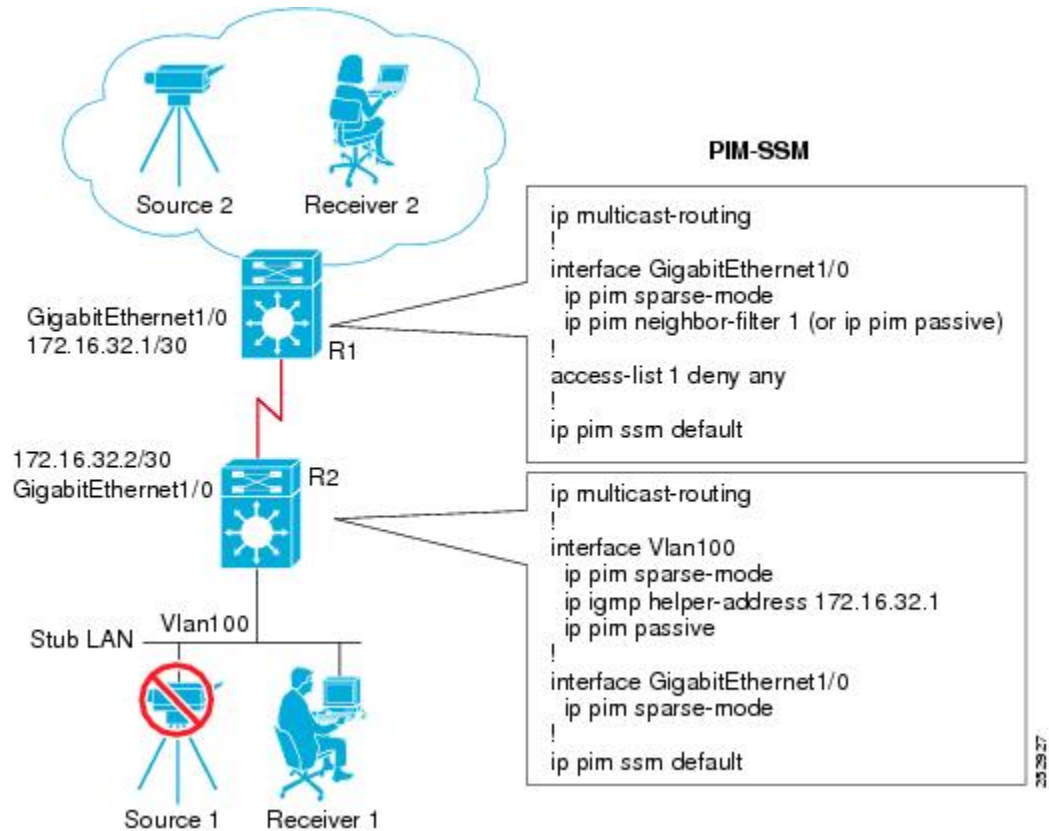 Source 2
Receiver 2
GigabitEthernet1/0
172.16.32.1/30
R1
172.16.32.2/30
GigabitEthernet1/0
R2
Vlan100
Stub LAN
Source 1
Receiver 1
PIM-SSM
ip multicast-routing
!
interface GigabitEthernet1/0
ip pim sparse-mode
ip pim neighbor-filter 1 (or ip pim passive)
!
access-list 1 deny any
!
ip pim ssm default
ip multicast-routing
!
interface Vlan100
ip pim sparse-mode
ip igmp helper-address 172.16.32.1
ip pim passive
!
interface GigabitEthernet1/0
ip pim sparse-mode
!
ip pim ssm default
252927